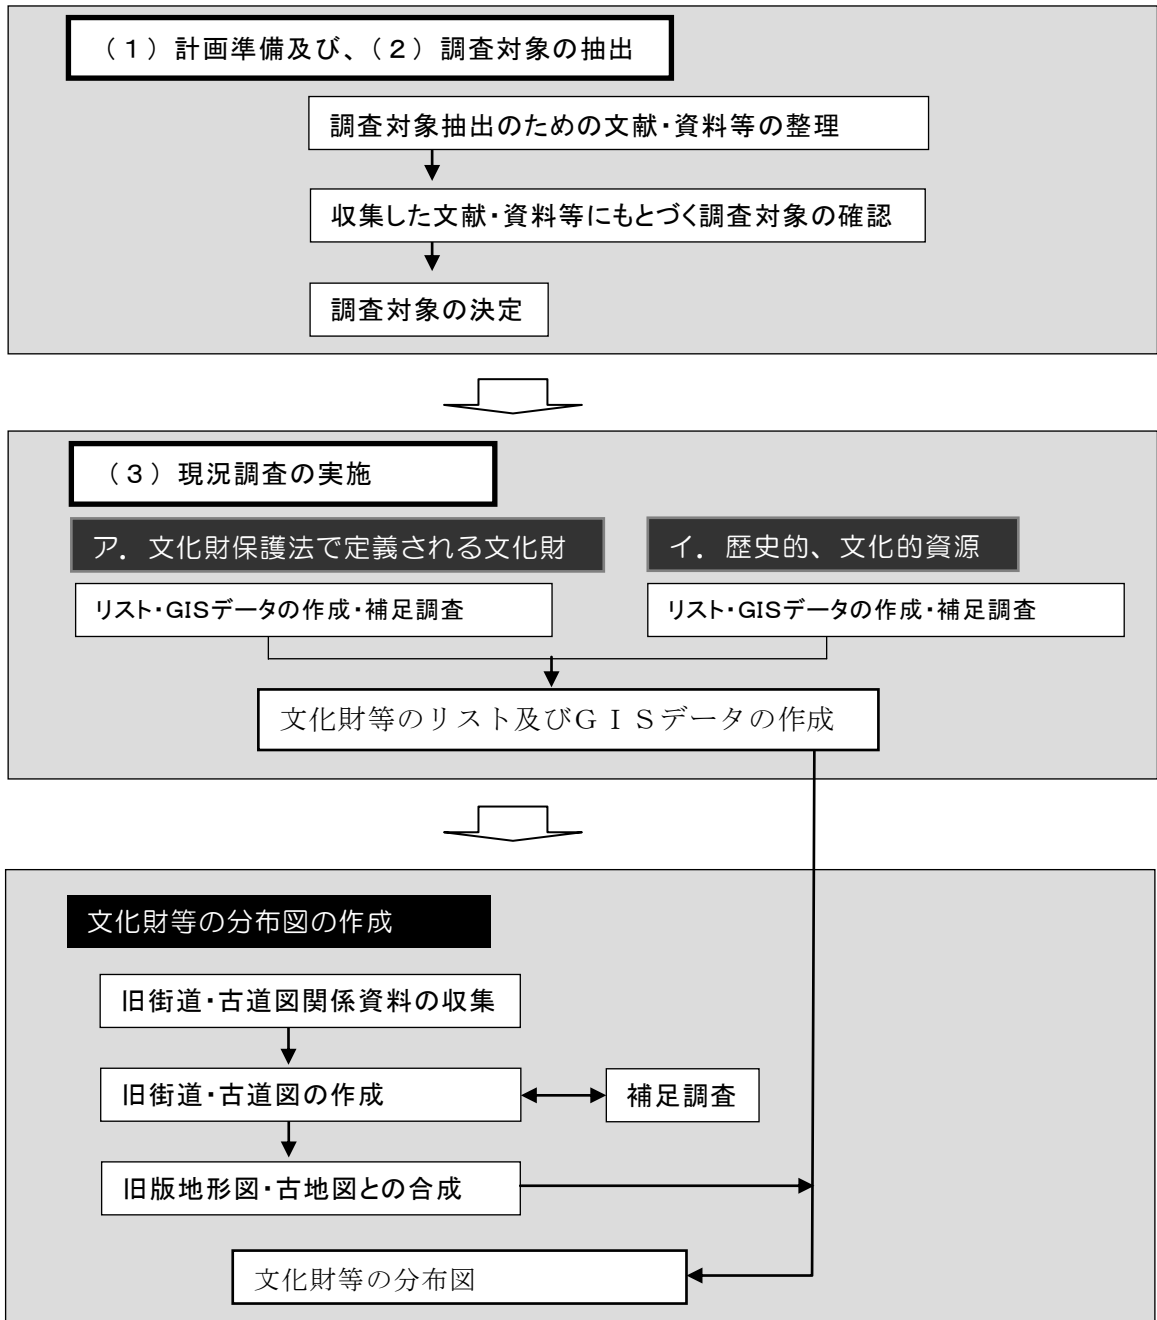 （１）計画準備及び、（２）調査対象の抽出
調査対象抽出のための文献・資料等の整理
収集した文献・資料等にもとづく調査対象の確認
調査対象の決定
（３）現況調査の実施
ア．文化財保護法で定義される文化財
イ．歴史的、文化的資源
リスト・GISデータの作成・補足調査
リスト・GISデータの作成・補足調査
文化財等のリスト及びＧＩＳデータの作成
文化財等の分布図の作成
旧街道・古道図関係資料の収集
旧街道・古道図の作成
補足調査
旧版地形図・古地図との合成
文化財等の分布図